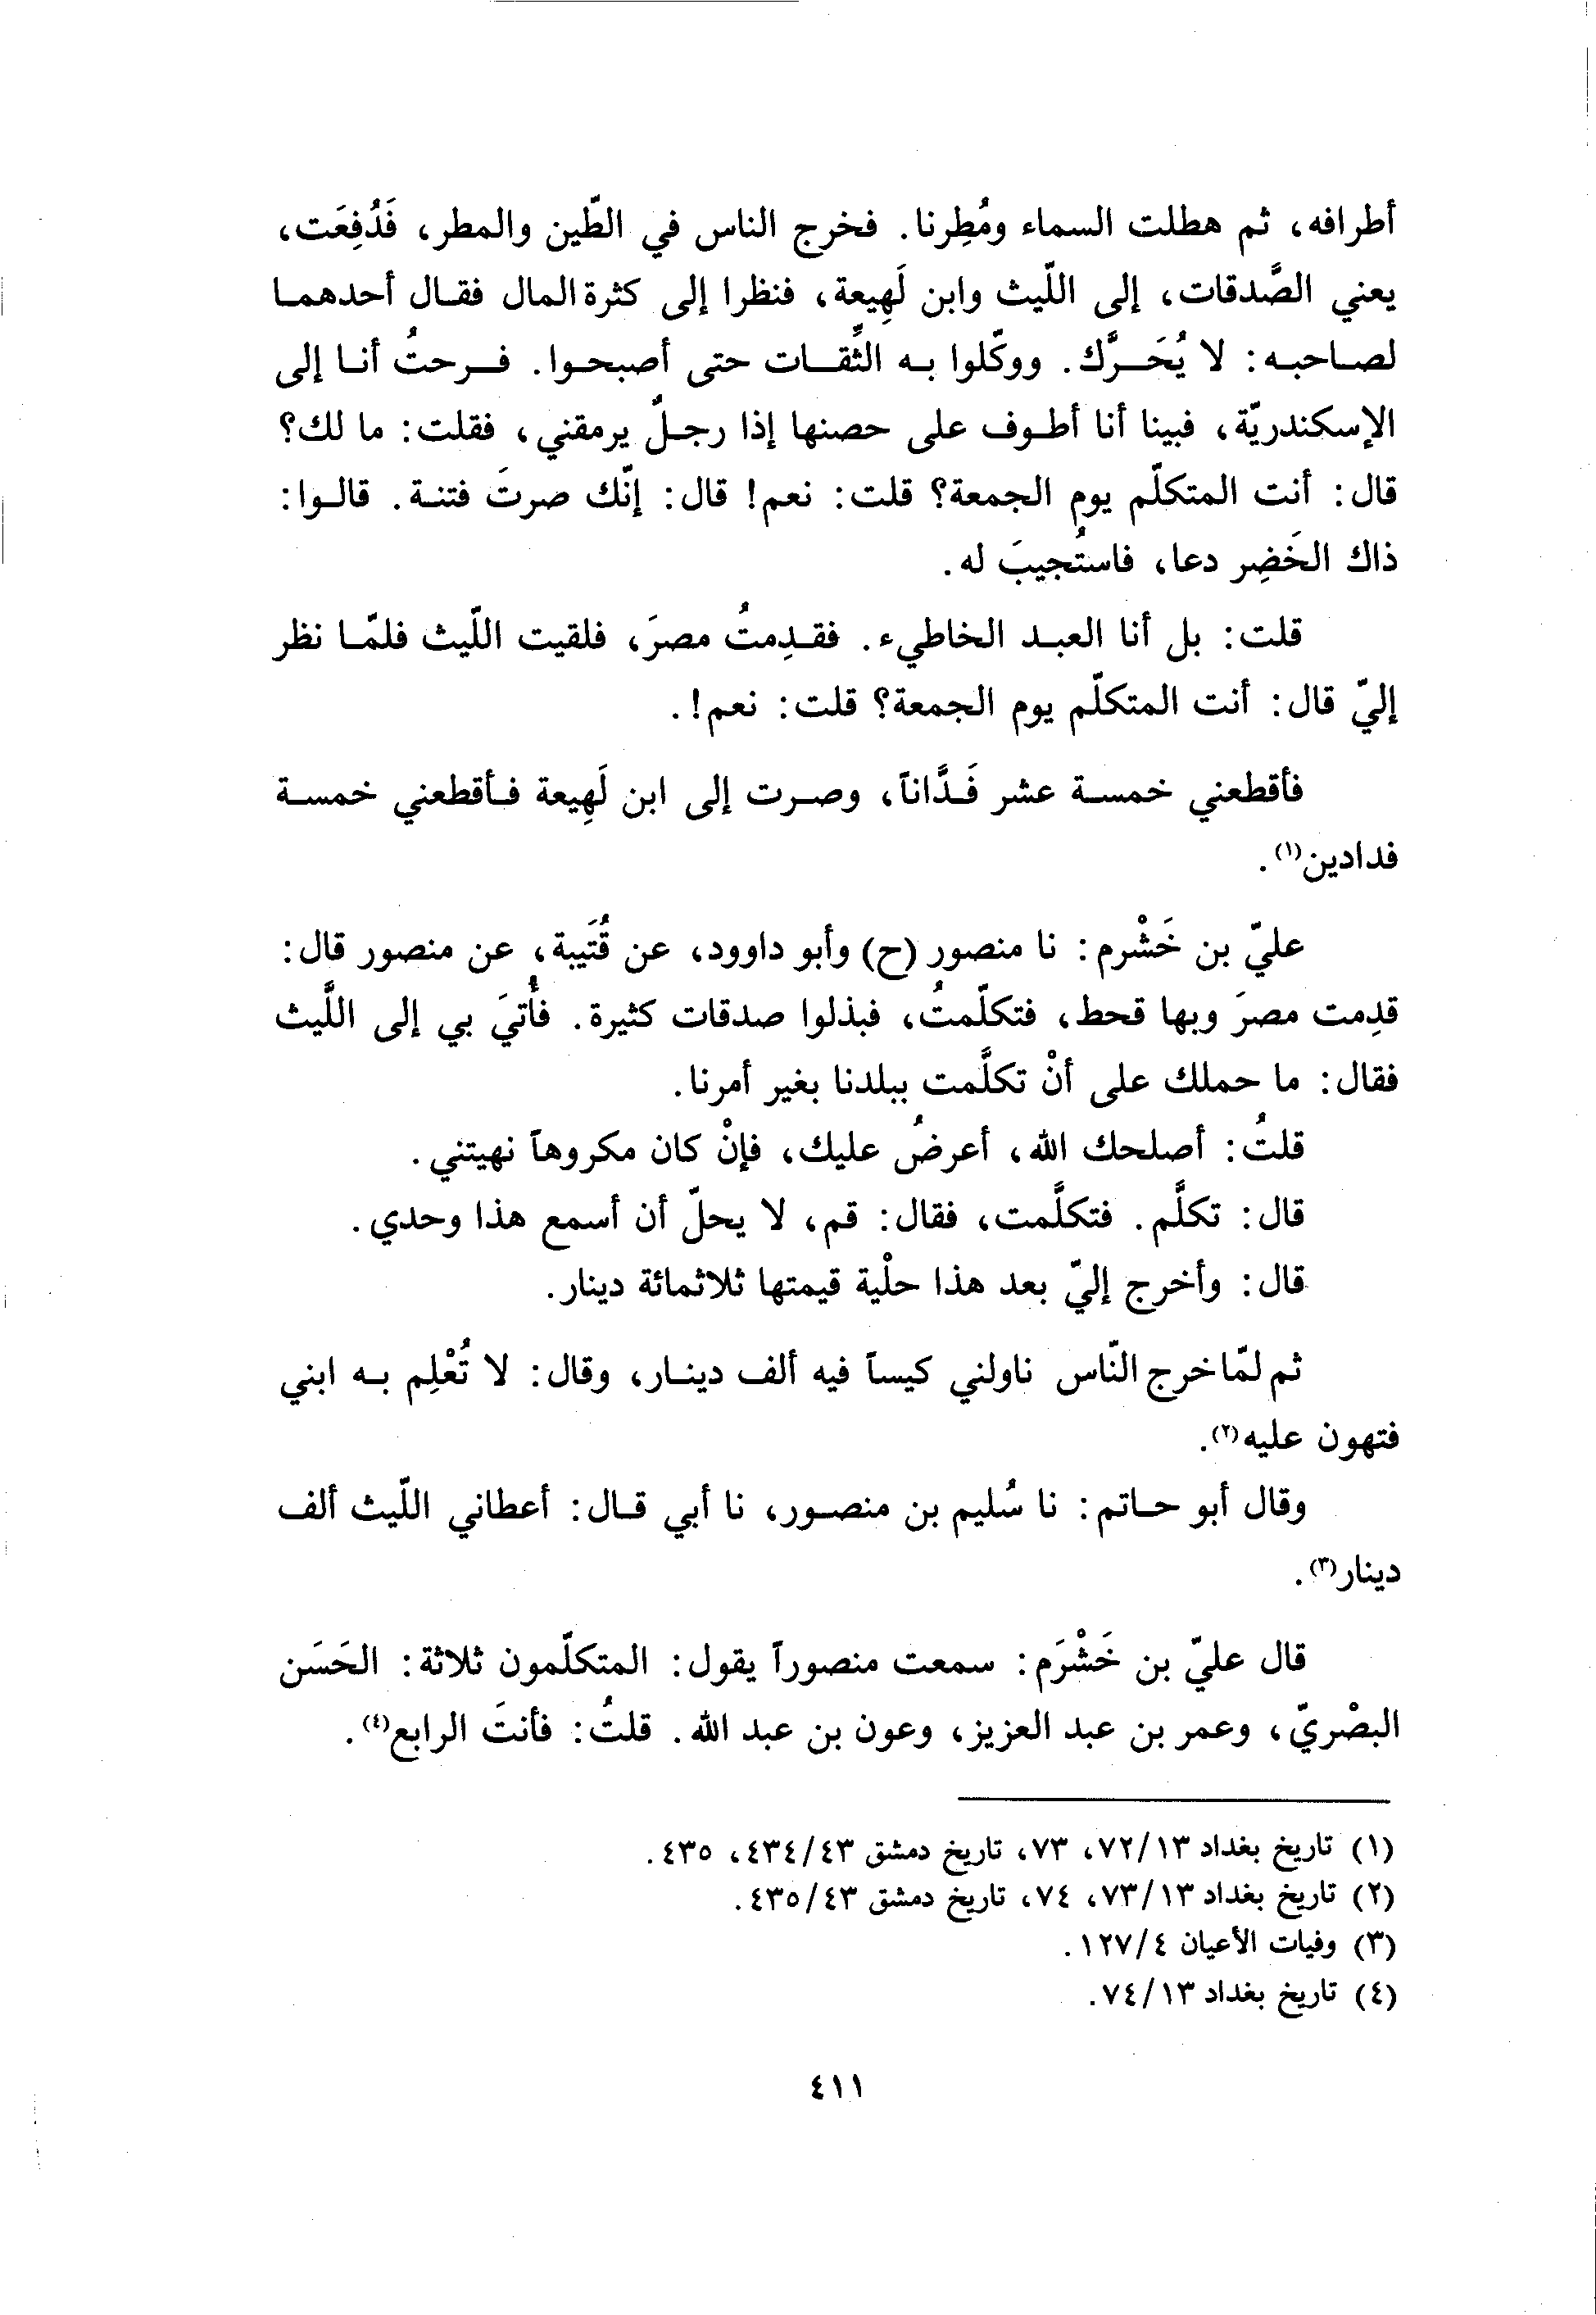 أطرافه، ثم هطلت السماء ومُطِرنا. فخرج الناس في الطّين والمطر، فَدُفِعَت،
يعني الصَّدقات، إلى اللّيث وابن لَهِيعة، فنظرا إلى كثرة المال فقال أحدهما
لصاحبه: لا يُحَرَّك. ووكّلوا به الثِّقات حتى أصبحوا. فرحتُ أنا إلى
الإسكندريّة، فبينا أنا أطوف على حصنها إذا رجلٌ يرمقني، فقلت: ما لك؟
قال: أنت المتكلّم يوم الجمعة؟ قلت: نعم! قال: إنّك صرتَ فتنة. قالوا:
ذاك الخَضِر دعا، فاستُجيبَ له.
قلت: بل أنا العبد الخاطيء. فقدِمتُ مصرَ، فلقيت اللّيث فلمّا نظر
إليّ قال: أنت المتكلّم يوم الجمعة؟ قلت: نعم!.
فأقطعني خمسة عشر فَدَّاناً، وصرت إلى ابن لَهِيعة فأقطعني خمسة
فدادين(١).
عليّ بن خَشْرم: نا منصور (ح) وأبو داوود، عن قُتَيبة، عن منصور قال:
قدِمت مصرَ وبها قحط، فتكلّمتُ، فبذلوا صدقات كثيرة. فأُتيَ بي إلى اللَّيث
فقال: ما حملك على أنْ تكلَّمت ببلدنا بغير أمرنا.
قلتُ: أصلحك الله، أعرضُ عليك، فإنْ كان مكروهاً نهيتني.
قال: تكلَّم. فتكلَّمت، فقال: قم، لا يحلّ أن أسمع هذا وحدي.
قال: وأخرج إليّ بعد هذا حلْية قيمتها ثلاثمائة دينار.
ثم لمّا خرج النّاس ناولني كيساً فيه ألف دينار، وقال: لا تُعْلِم به ابني
فتهون عليه(٢).
وقال أبو حاتم: نا سُليم بن منصور، نا أبي قال: أعطاني اللّيث ألف
دينار(٣).
قال عليّ بن خَشْرَم: سمعت منصوراً يقول: المتكلّمون ثلاثة: الحَسَن
البصْريّ، وعمر بن عبد العزيز، وعون بن عبد الله. قلتُ: فأنتَ الرابع(٤).
(١) تاريخ بغداد ٧٢/١٣، ٧٣، تاريخ دمشق ٤٣٤/٤٣، ٤٣٥.
(٢) تاريخ بغداد ٧٣/١٣، ٧٤، تاريخ دمشق ٤٣٥/٤٣.
(٣) وفيات الأعيان ١٢٧/٤.
(٤) تاريخ بغداد ٧٤/١٣.
٤١١